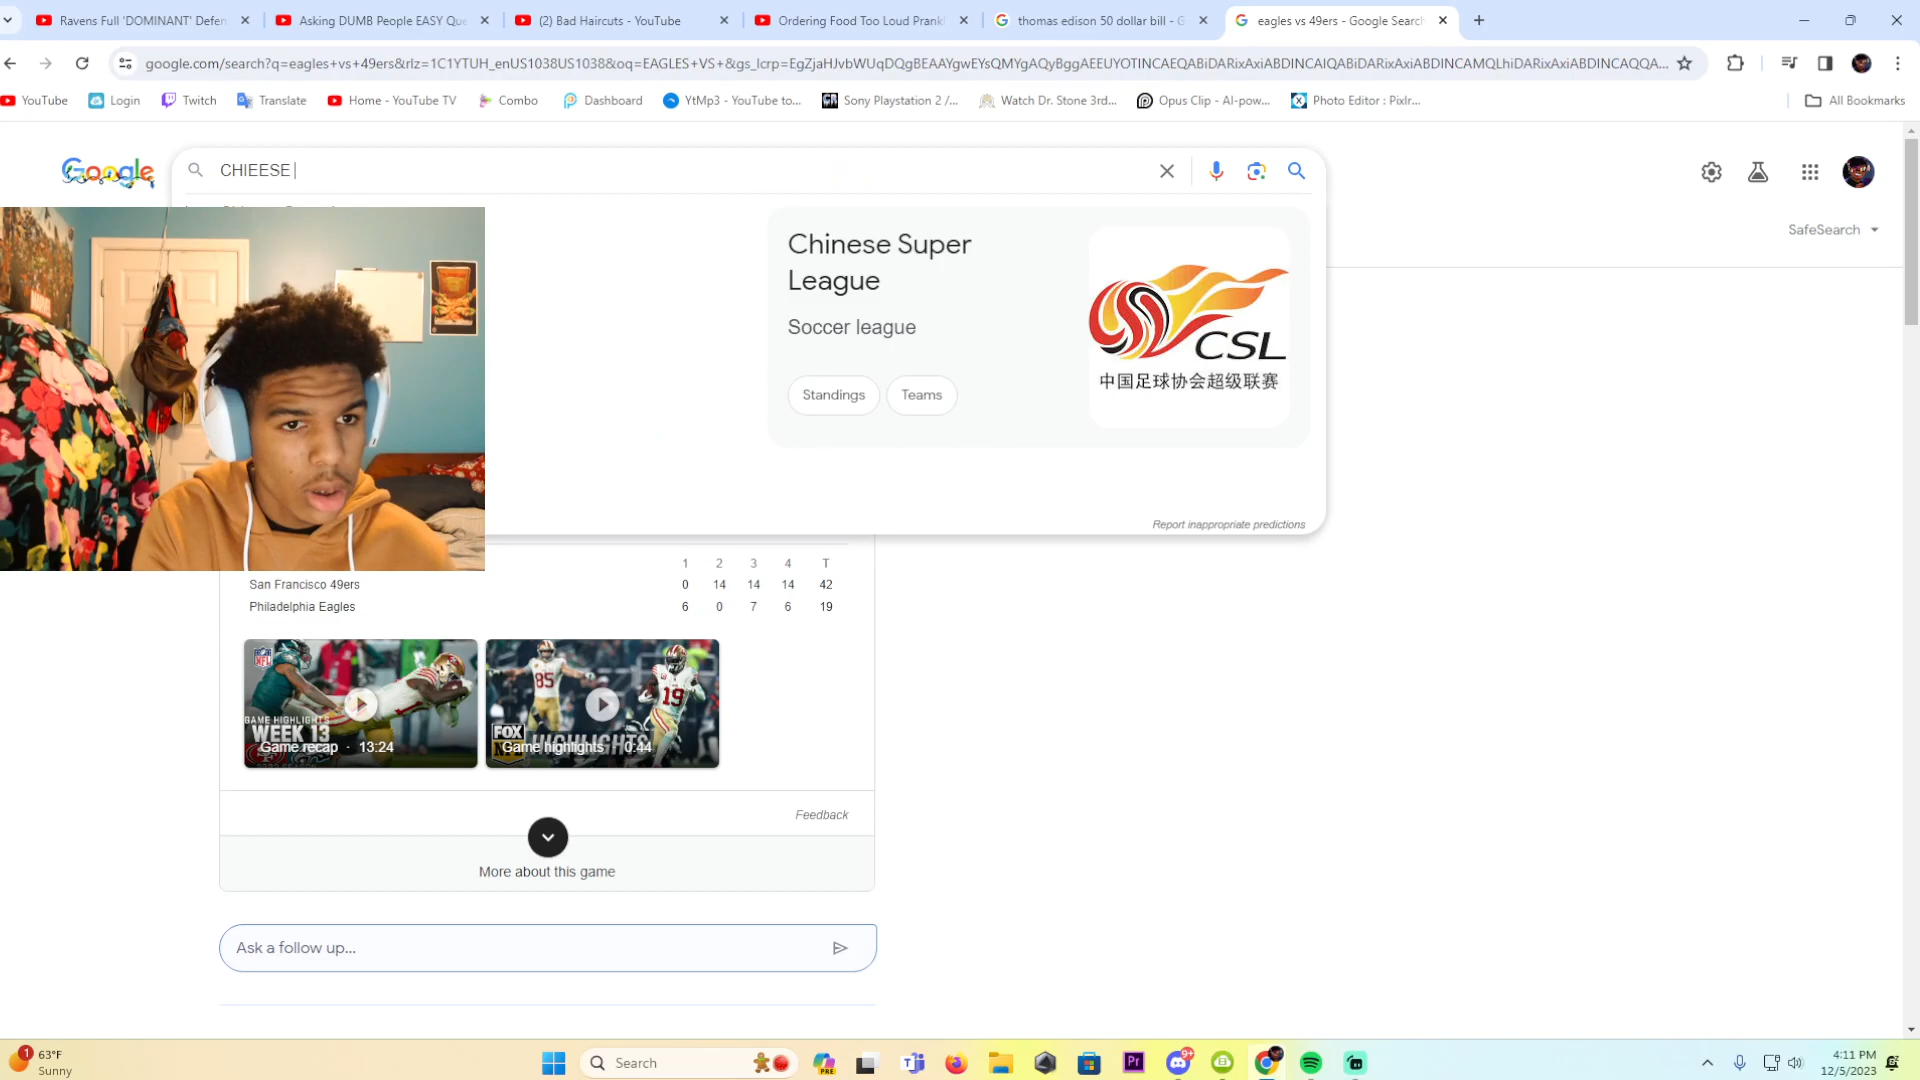 Ravens Full 'DOMINANT' Defen
Asking DUMB People EASY Que
(2) Bad Haircuts - YouTube
Ordering Food Too Loud Prank
thomas edison 50 dollar bill - G
eagles vs 49ers - Google Search
google.com/search?q=eagles+vs+49ers&rlz=1C1YTUH_enUS1038US1038&oq=EAGLES+VS+&gs_lcrp=EgZjaHJvbWUqDQgBEAAYgwEYsQMYgAQyBggAEEUYOTINCAEQABiDARixAxiABDINCAIQABiDARixAxiABDINCAMQLhiDARixAxiABDINCAQQA...
YouTube
Login
Twitch
Translate
Home - YouTube TV
Combo
Dashboard
YtMp3 - YouTube to...
Sony Playstation 2 /...
Watch Dr. Stone 3rd...
Opus Clip - AI-pow...
Photo Editor : Pixlr...
All Bookmarks
Google
CHIEESE
SafeSearch
Chinese Super
League
Soccer league
Standings
Teams
CSL
中国足球协会超级联赛
Report inappropriate predictions
1 2 3 4 T
San Francisco 49ers 0 14 14 14 42
Philadelphia Eagles 6 0 7 6 19
NFL
GAME HIGHLIGHTS
WEEK 13
Game recap · 13:24
85
19
FOX
HIGHLIGHTS
Game highlights · 0:44
Feedback
More about this game
Ask a follow up...
1
63°F
Sunny
Search
PRE
Pr
9+
4:11 PM
12/5/2023